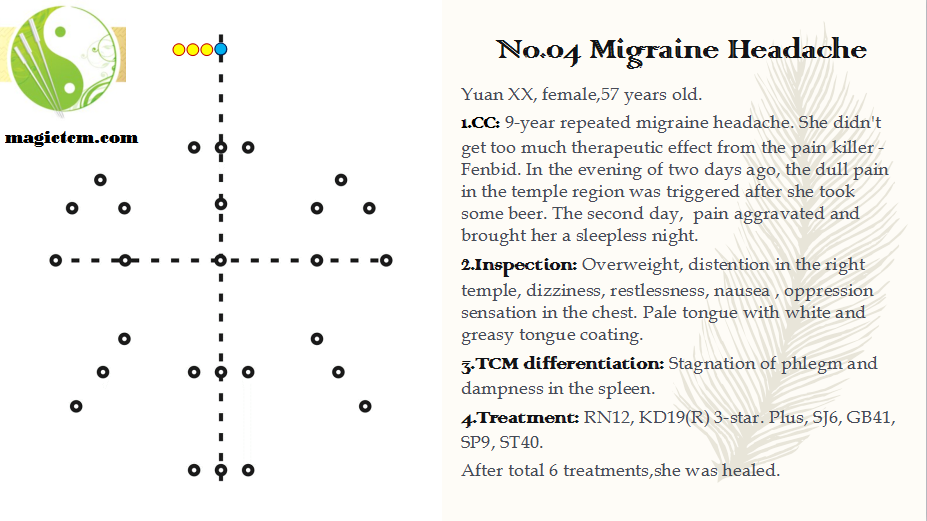 magictcm.com
No.04 Migraine Headache
Yuan XX, female,57 years old.
1.CC: 9-year repeated migraine headache. She didn't
get too much therapeutic effect from the pain killer -
Fenbid. In the evening of two days ago, the dull pain
in the temple region was triggered after she took
some beer. The second day, pain aggravated and
brought her a sleepless night.
2.Inspection: Overweight, distention in the right
temple, dizziness, restlessness, nausea , oppression
sensation in the chest. Pale tongue with white and
greasy tongue coating.
3.TCM differentiation: Stagnation of phlegm and
dampness in the spleen.
4.Treatment: RN12, KD19(R) 3-star. Plus, SJ6, GB41,
SP9, ST40.
After total 6 treatments,she was healed.